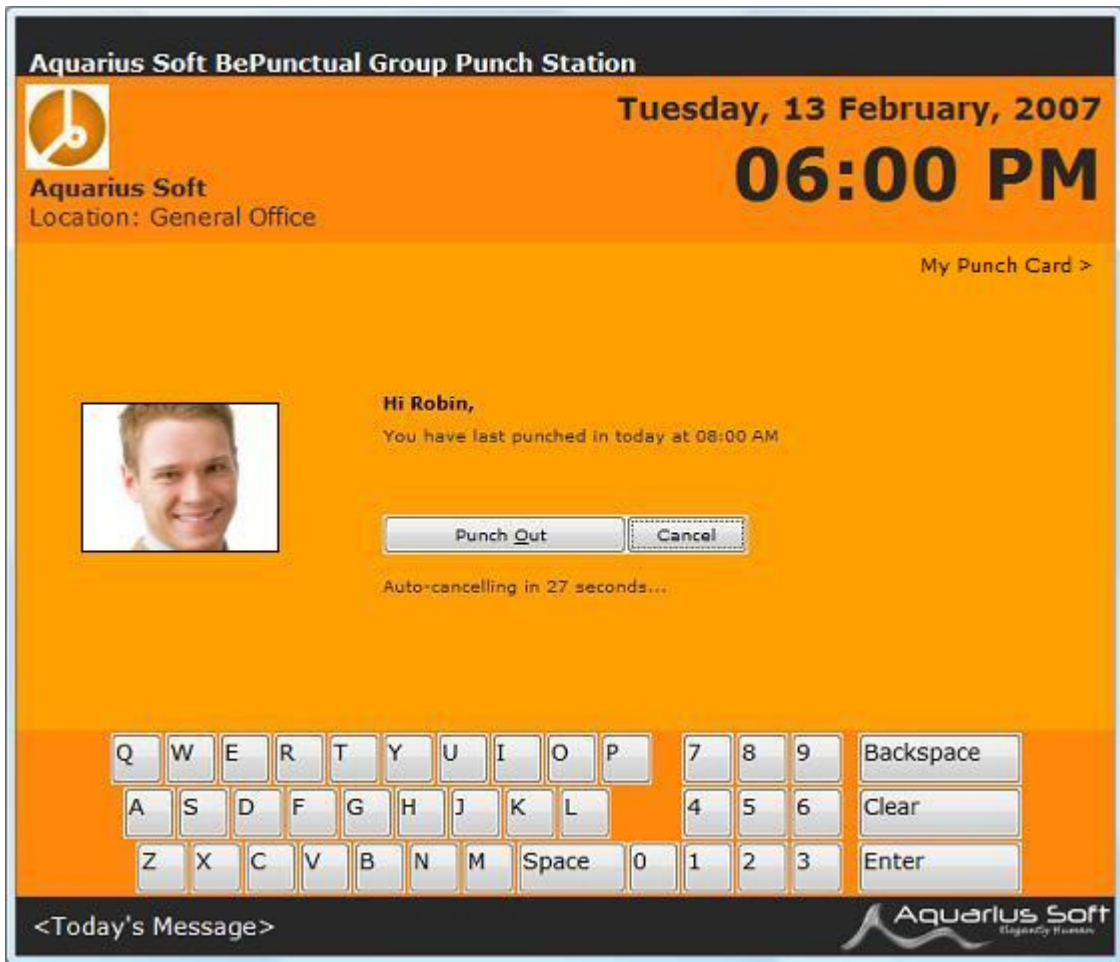 Aquarius Soft BePunctual Group Punch Station
Tuesday, 13 February, 2007
06:00 PM
Aquarius Soft
Location: General Office
My Punch Card >
Hi Robin,
You have last punched in today at 08:00 AM
Punch Out Cancel
Auto-cancelling in 27 seconds...
Q W E R T Y U I O P 7 8 9 Backspace
A S D F G H J K L 4 5 6 Clear
Z X C V B N M Space 0 1 2 3 Enter
<Today's Message>
Aquarius Soft
Elegantly Human